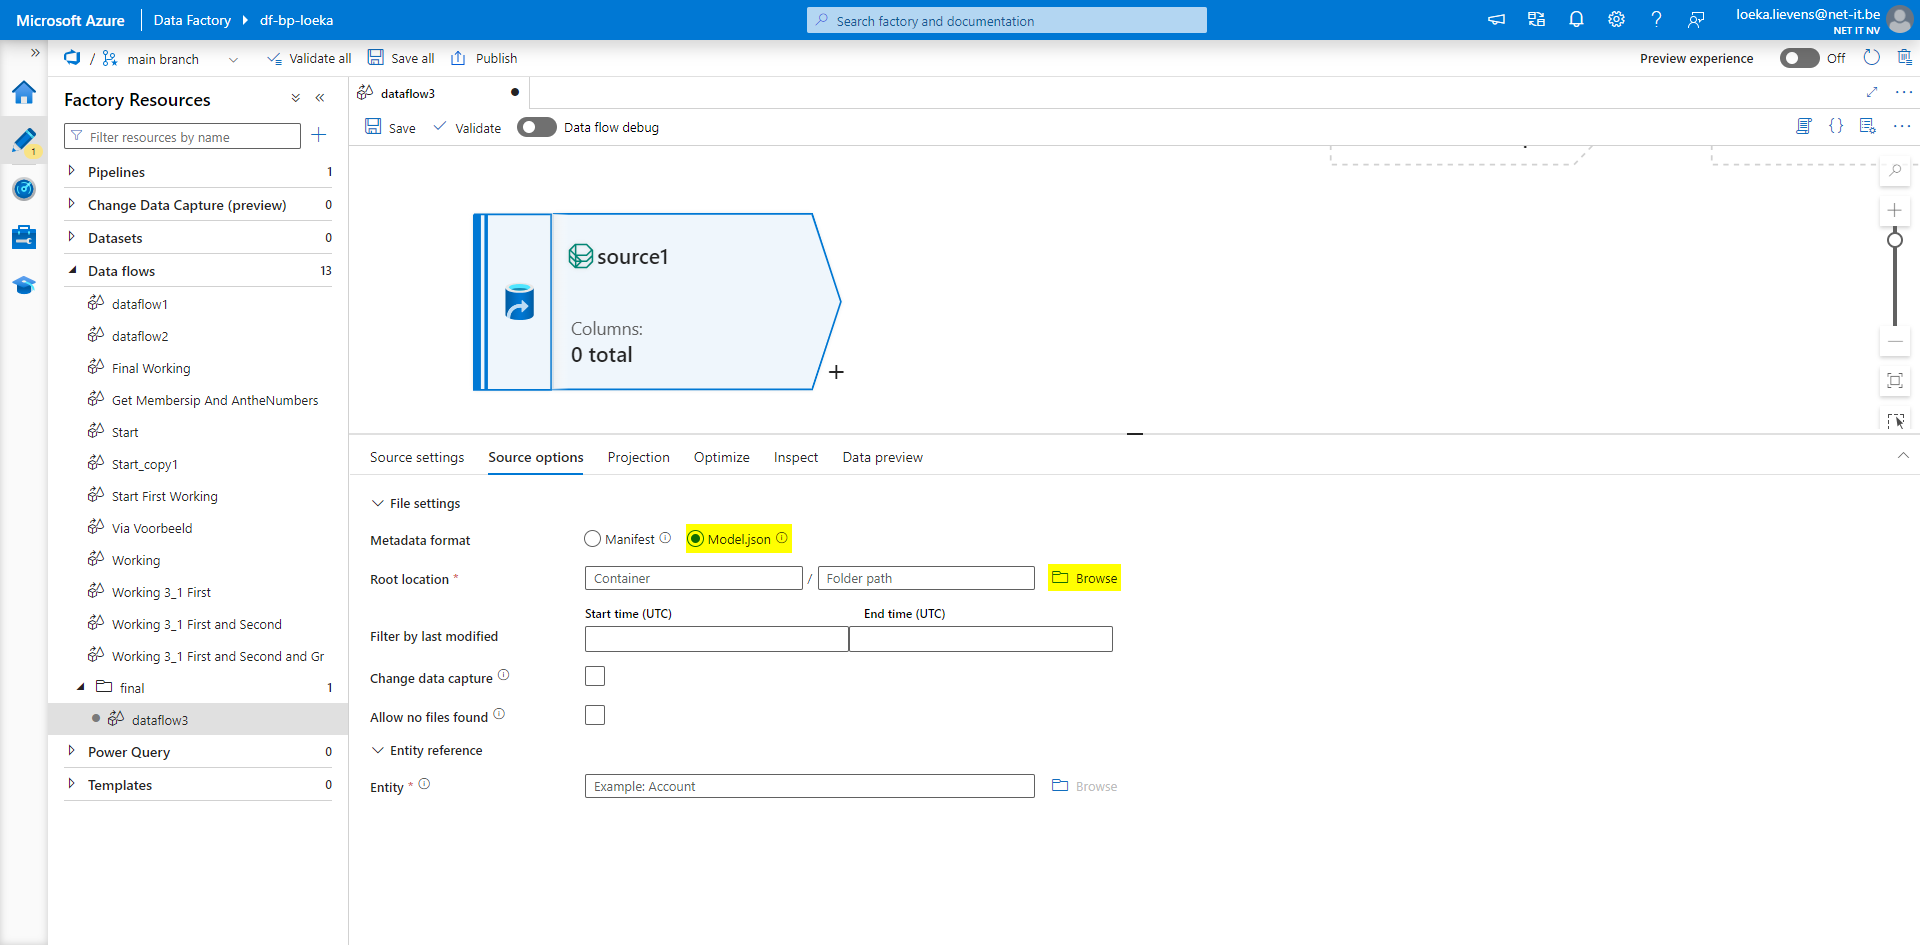 Microsoft Azure
Data Factory
df-bp-loeka
Search factory and documentation
loeka.lievens@net-it.be
NET IT NV
/ main branch
Validate all
Save all
Publish
Preview experience
Off
Factory Resources
Filter resources by name
1
Pipelines 1
Change Data Capture (preview) 0
Datasets 0
Data flows 13
dataflow1
dataflow2
Final Working
Get Membersip And AntheNumbers
Start
Start_copy1
Start First Working
Via Voorbeeld
Working
Working 3_1 First
Working 3_1 First and Second
Working 3_1 First and Second and Gr
final 1
dataflow3
Power Query 0
Templates 0
dataflow3
Save
Validate
Data flow debug
source1
Columns:
0 total
Source settings
Source options
Projection
Optimize
Inspect
Data preview
File settings
Metadata format
Manifest
Model.json
Root location *
Container
/
Folder path
Browse
Start time (UTC)
End time (UTC)
Filter by last modified
Change data capture
Allow no files found
Entity reference
Entity *
Example: Account
Browse